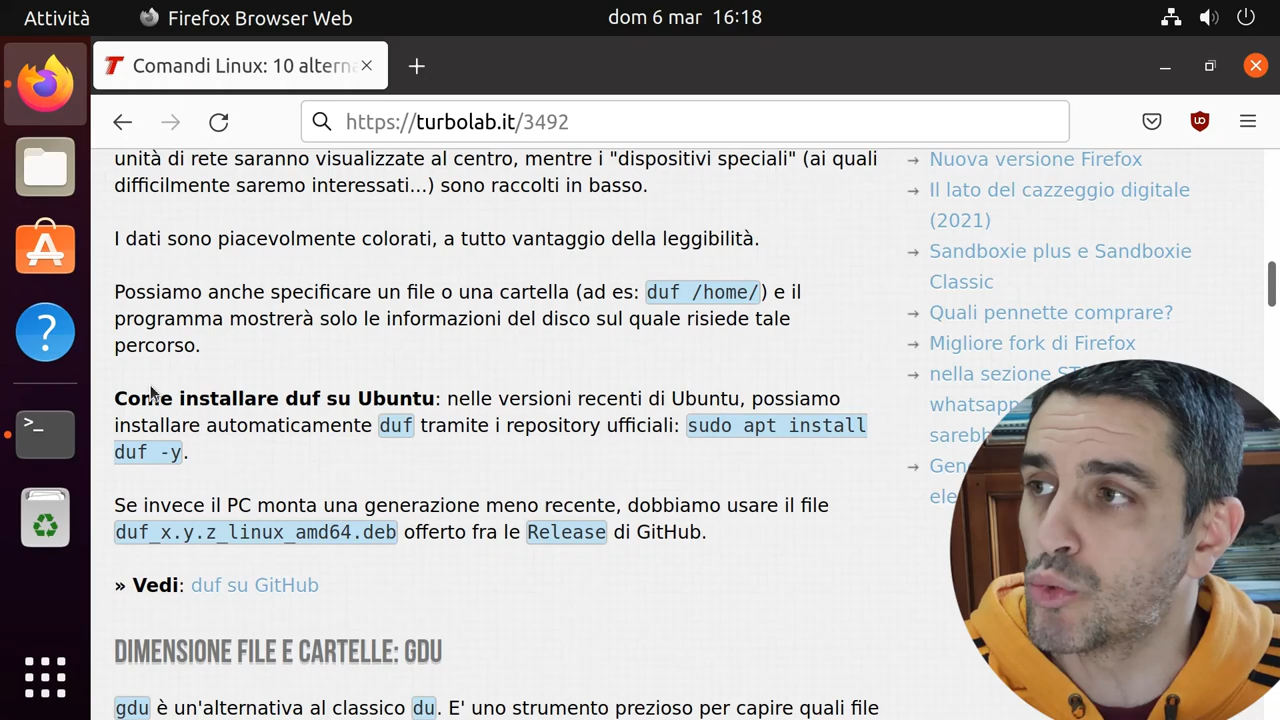 Attività
Firefox Browser Web
dom 6 mar 16:18
Comandi Linux: 10 altern
https://turbolab.it/3492
unità di rete saranno visualizzate al centro, mentre i "dispositivi speciali" (ai quali
difficilmente saremo interessati...) sono raccolti in basso.
I dati sono piacevolmente colorati, a tutto vantaggio della leggibilità.
Possiamo anche specificare un file o una cartella (ad es: duf /home/) e il
programma mostrerà solo le informazioni del disco sul quale risiede tale
percorso.
Come installare duf su Ubuntu: nelle versioni recenti di Ubuntu, possiamo
installare automaticamente duf tramite i repository ufficiali: sudo apt install
duf -y.
Se invece il PC monta una generazione meno recente, dobbiamo usare il file
duf_x.y.z_linux_amd64.deb offerto fra le Release di GitHub.
» Vedi: duf su GitHub
DIMENSIONE FILE E CARTELLE: GDU
gdu è un'alternativa al classico du. E' uno strumento prezioso per capire quali file
→ Nuova versione Firefox
→ Il lato del cazzeggio digitale
(2021)
→ Sandboxie plus e Sandboxie
Classic
→ Quali pennette comprare?
→ Migliore fork di Firefox
→ nella sezione
whatsapp
→